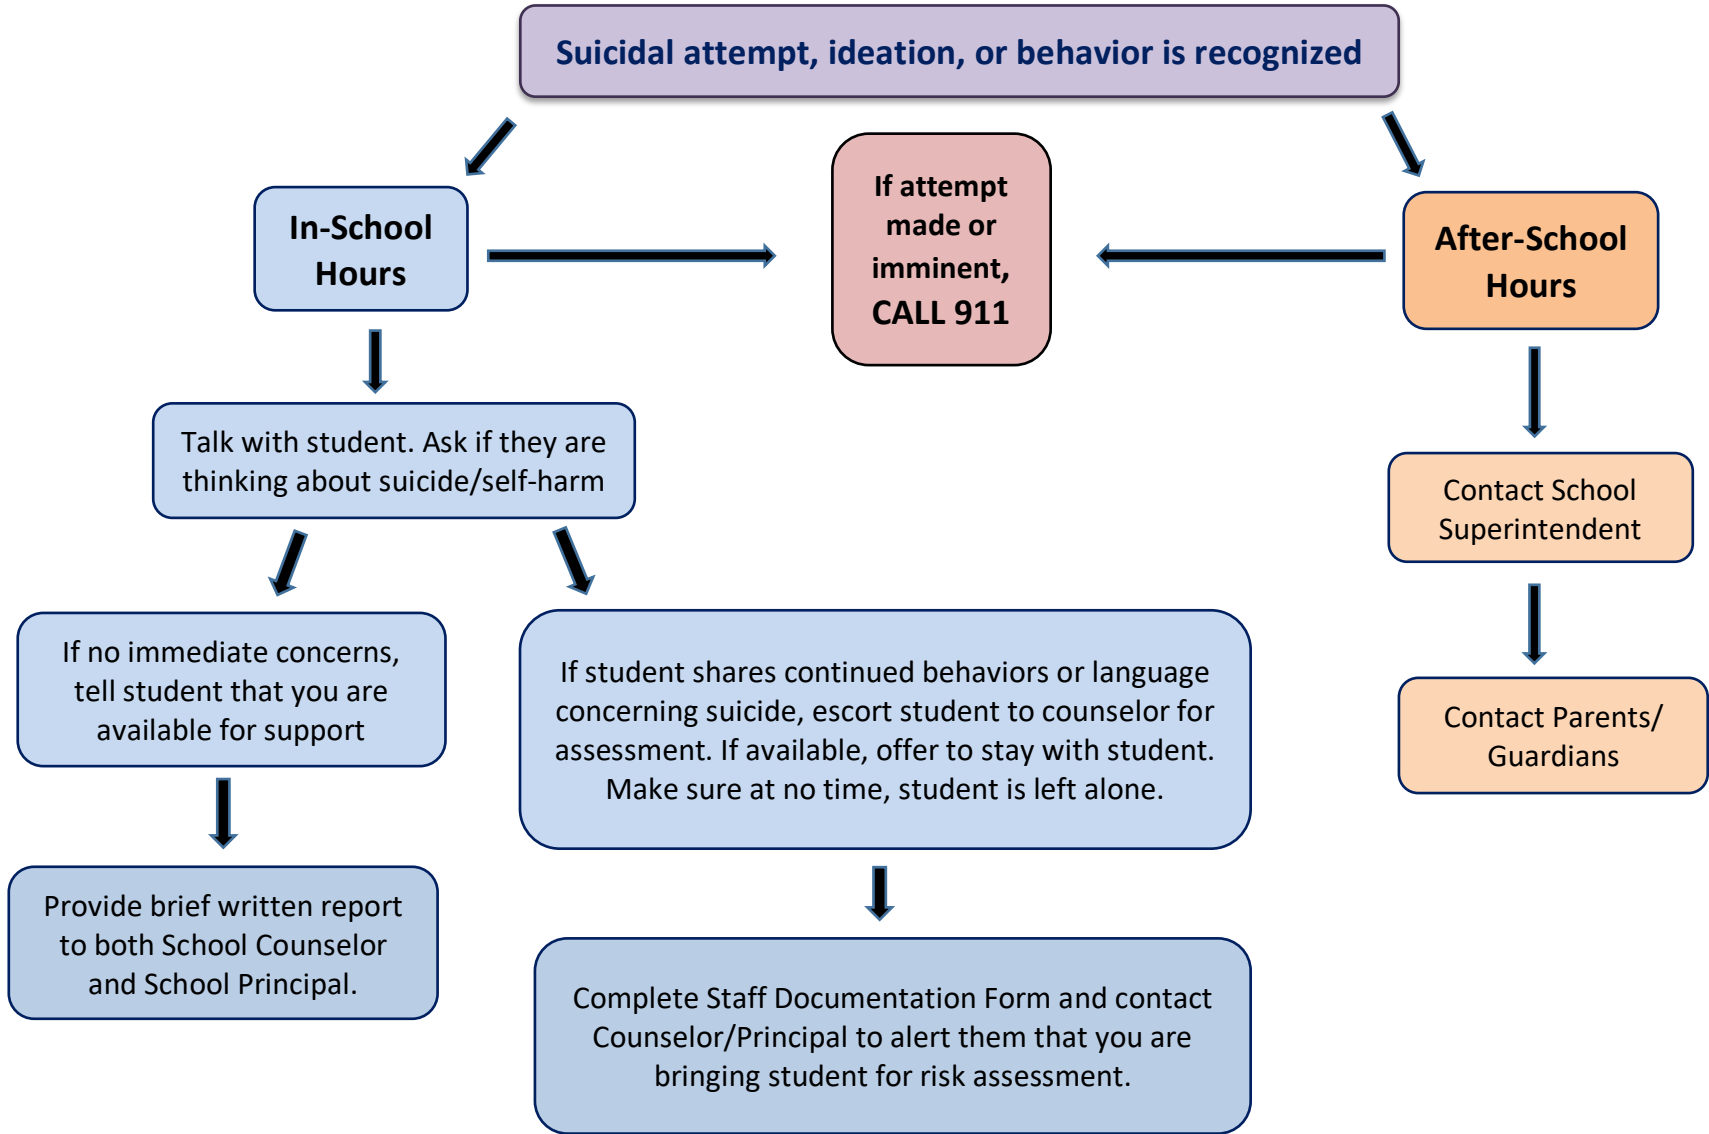 Suicidal attempt, ideation, or behavior is recognized
In-School
Hours
If attempt
made or
imminent,
CALL 911
After-School
Hours
Talk with student. Ask if they are
thinking about suicide/self-harm
Contact School
Superintendent
If no immediate concerns,
tell student that you are
available for support
If student shares continued behaviors or language
concerning suicide, escort student to counselor for
assessment. If available, offer to stay with student.
Make sure at no time, student is left alone.
Contact Parents/
Guardians
Provide brief written report
to both School Counselor
and School Principal.
Complete Staff Documentation Form and contact
Counselor/Principal to alert them that you are
bringing student for risk assessment.